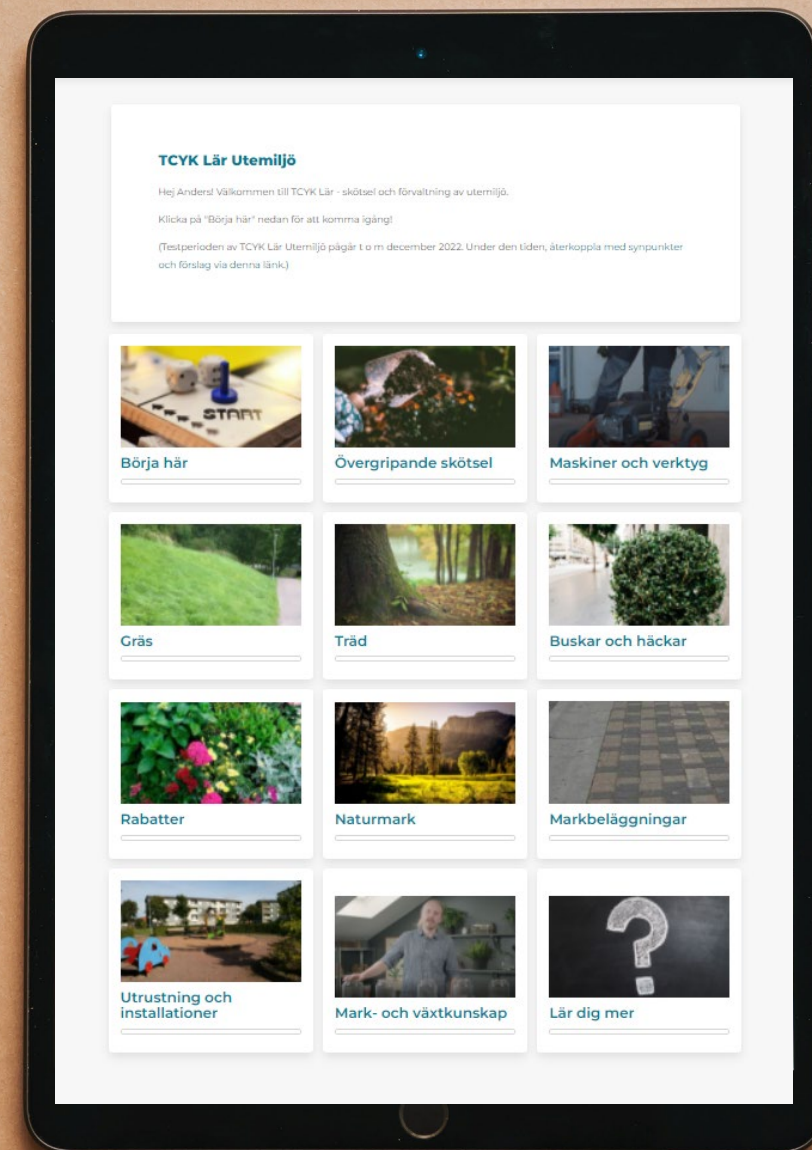 TCYK Lär Utemiljö
Hej Anders! Välkommen till TCYK Lär - skötsel och förvaltning av utemiljö.
Klicka på "Börja här" nedan för att komma igång!
(Testperioden av TCYK Lär Utemiljö pågår t o m december 2022. Under den tiden, återkoppla med synpunkter
och förslag via denna länk.)
START
Börja här
Övergripande skötsel
Maskiner och verktyg
Gräs
Träd
Buskar och häckar
Rabatter
Naturmark
Markbeläggningar
Utrustning och
installationer
Mark- och växtkunskap
Lär dig mer
?